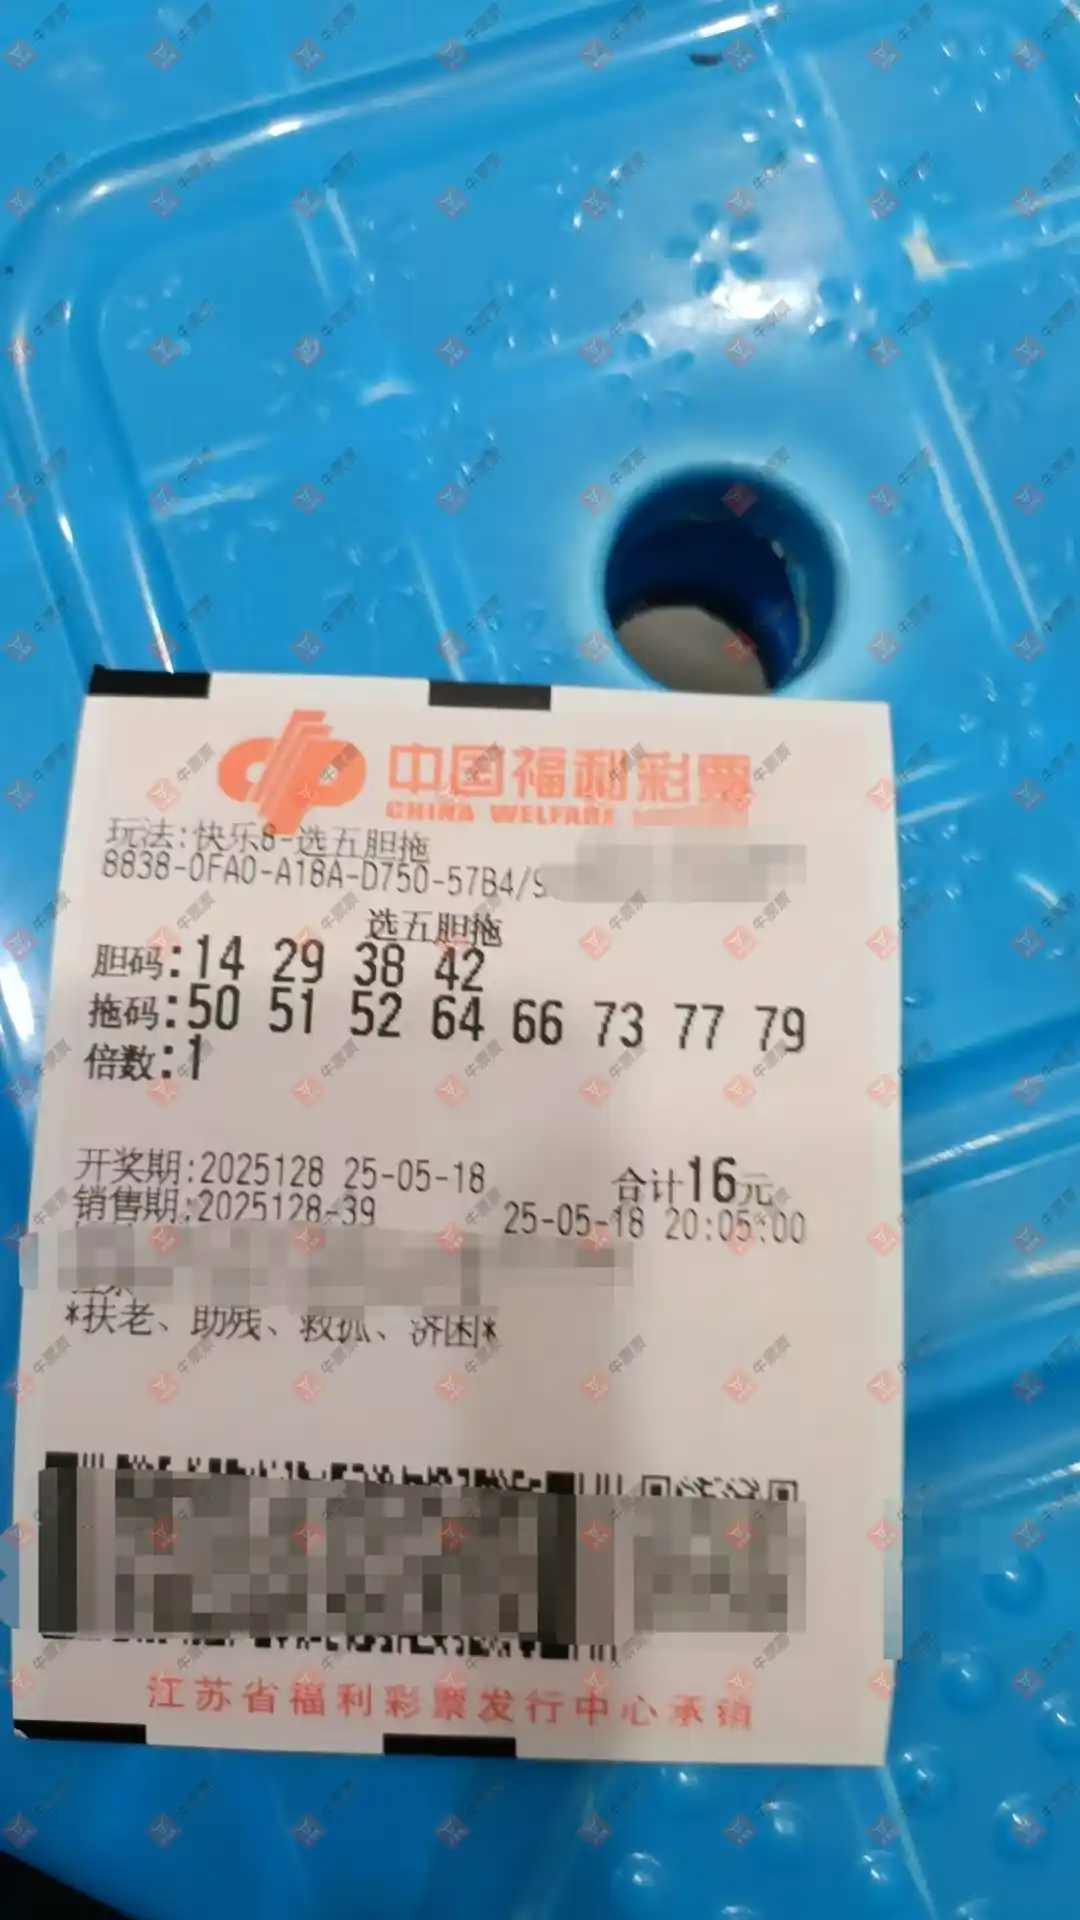 中国福利彩票
CHINA WELFARE
玩法:快乐8-选五胆拖
8838-0FA0-A18A-D750-57B4/9
选五胆拖
胆码:14 29 38 42
拖码:50 51 52 64 66 73 77 79
倍数:1
开奖期:2025128 25-05-18 合计16元
销售期:2025128-39 25-05-18 20:05:00
*扶老、助残、救孤、济困*
江苏省福利彩票发行中心承销
牛票票